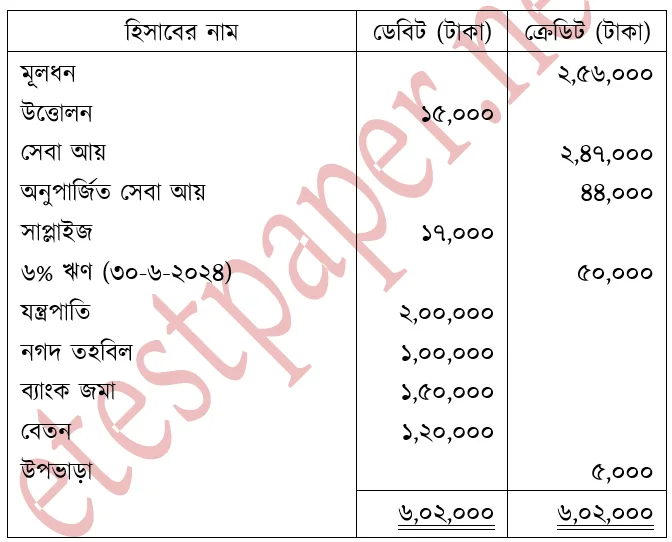 হিসাবের নাম ডেবিট (টাকা) ক্রেডিট (টাকা)
মূলধন ২,৫৬,০০০
উত্তোলন ১৫,০০০
সেবা আয় ২,৪৭,০০০
অনুপার্জিত সেবা আয় ৪৪,০০০
সাপ্লাইজ ১৭,০০০
৬% ঋণ (৩০-৬-২০২৪) ৫০,০০০
যন্ত্রপাতি ২,০০,০০০
নগদ তহবিল ১,০০,০০০
ব্যাংক জমা ১,৫০,০০০
বেতন ১,২০,০০০
উপভাড়া ৫,০০০
৬,০২,০০০ ৬,০২,০০০
etestpaper.ne